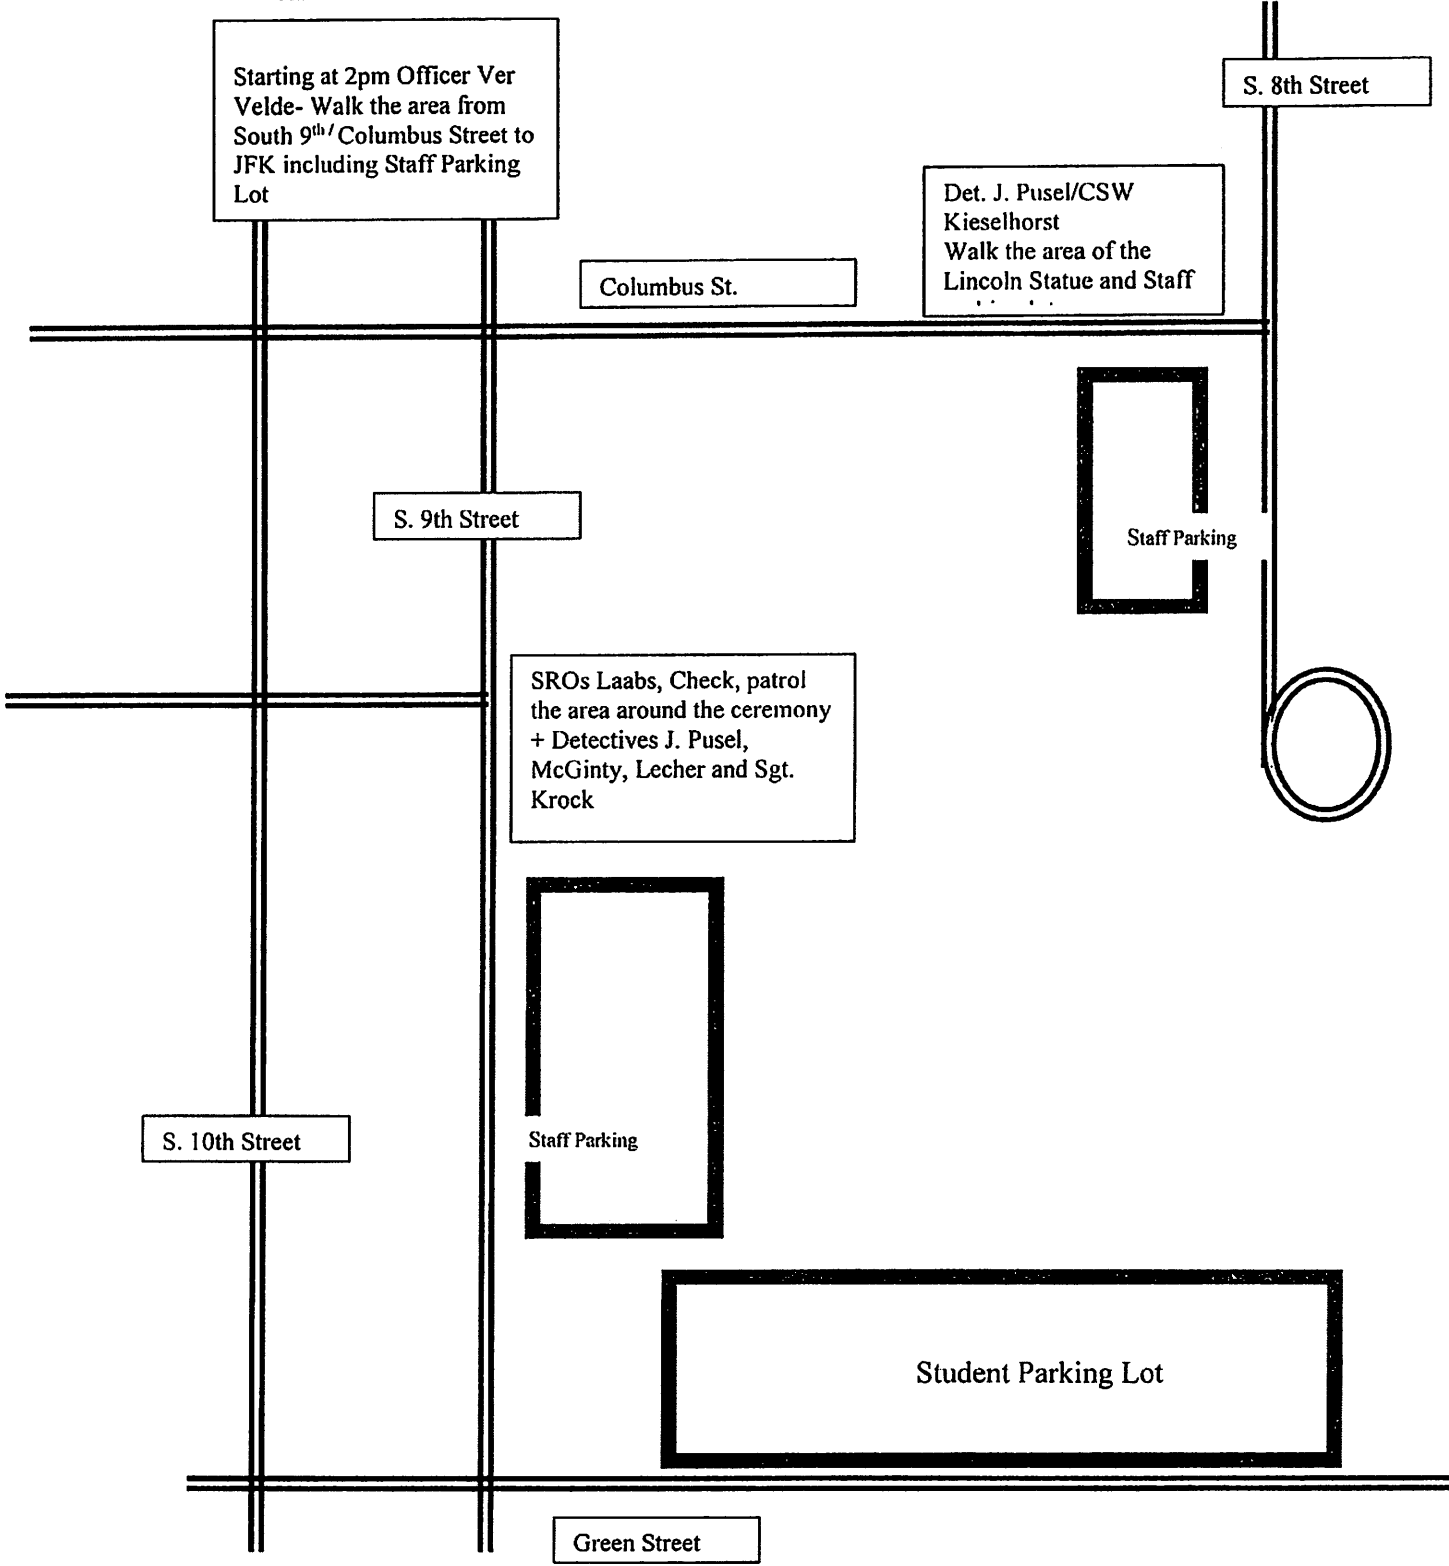 Starting at 2pm Officer Ver
Velde- Walk the area from
South 9th/ Columbus Street to
JFK including Staff Parking
Lot
S. 8th Street
Det. J. Pusel/CSW
Kieselhorst
Walk the area of the
Lincoln Statue and Staff
Columbus St.
S. 9th Street
Staff Parking
SROs Laabs, Check, patrol
the area around the ceremony
+ Detectives J. Pusel,
McGinty, Lecher and Sgt.
Krock
S. 10th Street
Staff Parking
Student Parking Lot
Green Street